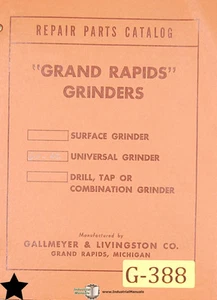 REPAIR PARTS CATALOG
"GRAND RAPIDS"
GRINDERS
SURFACE GRINDER
UNIVERSAL GRINDER
DRILL, TAP OR
COMBINATION GRINDER
Manufactured by
GALLMEYER & LIVINGSTON CO.
GRAND RAPIDS, MICHIGAN
G-388